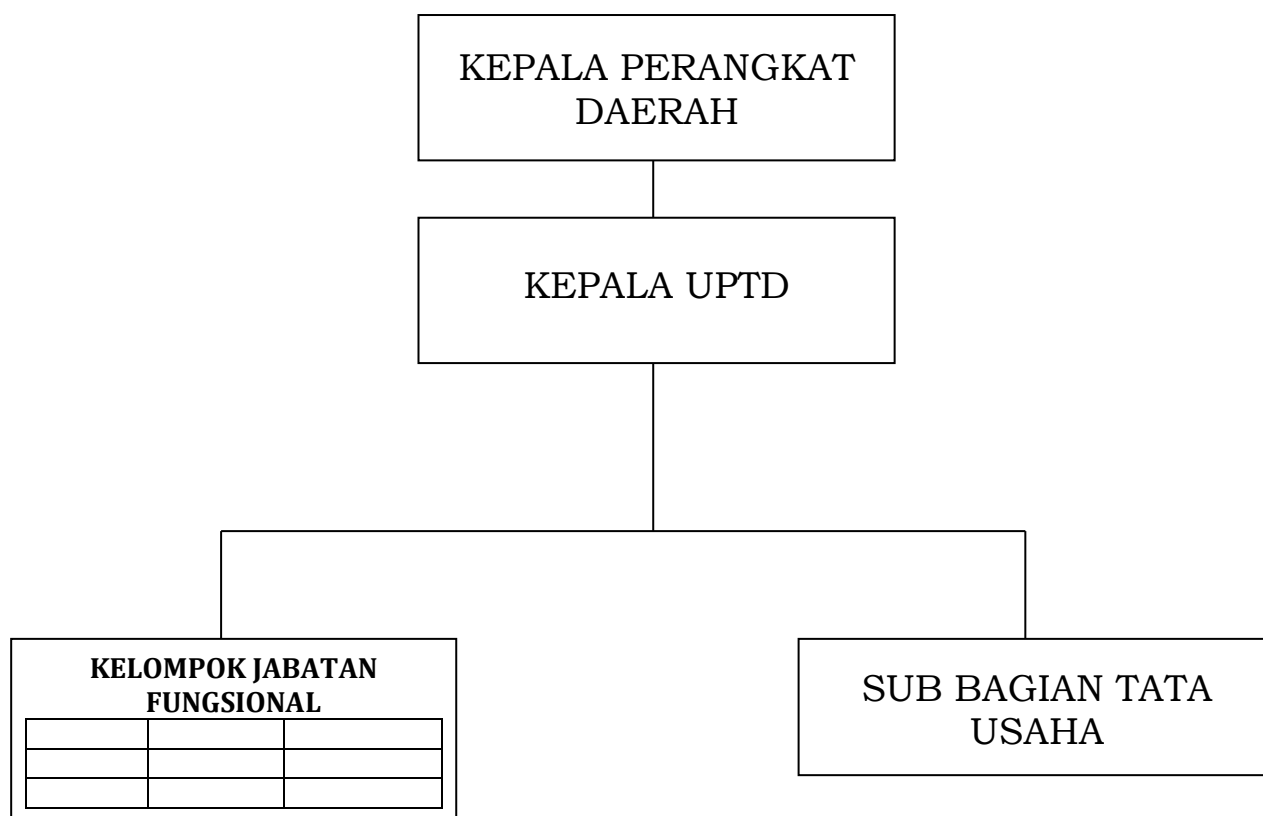 KEPALA PERANGKAT
DAERAH
KEPALA UPTD
KELOMPOK JABATAN
FUNGSIONAL
SUB BAGIAN TATA
USAHA